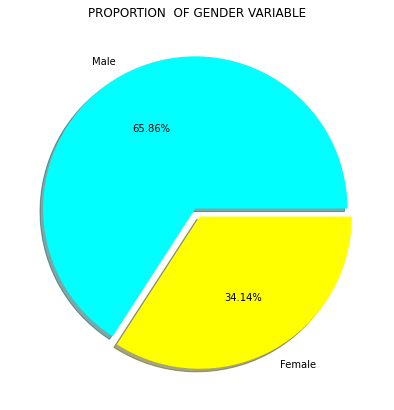 PROPORTION  OF GENDER VARIABLE
Male
65.86%
34.14%
Female